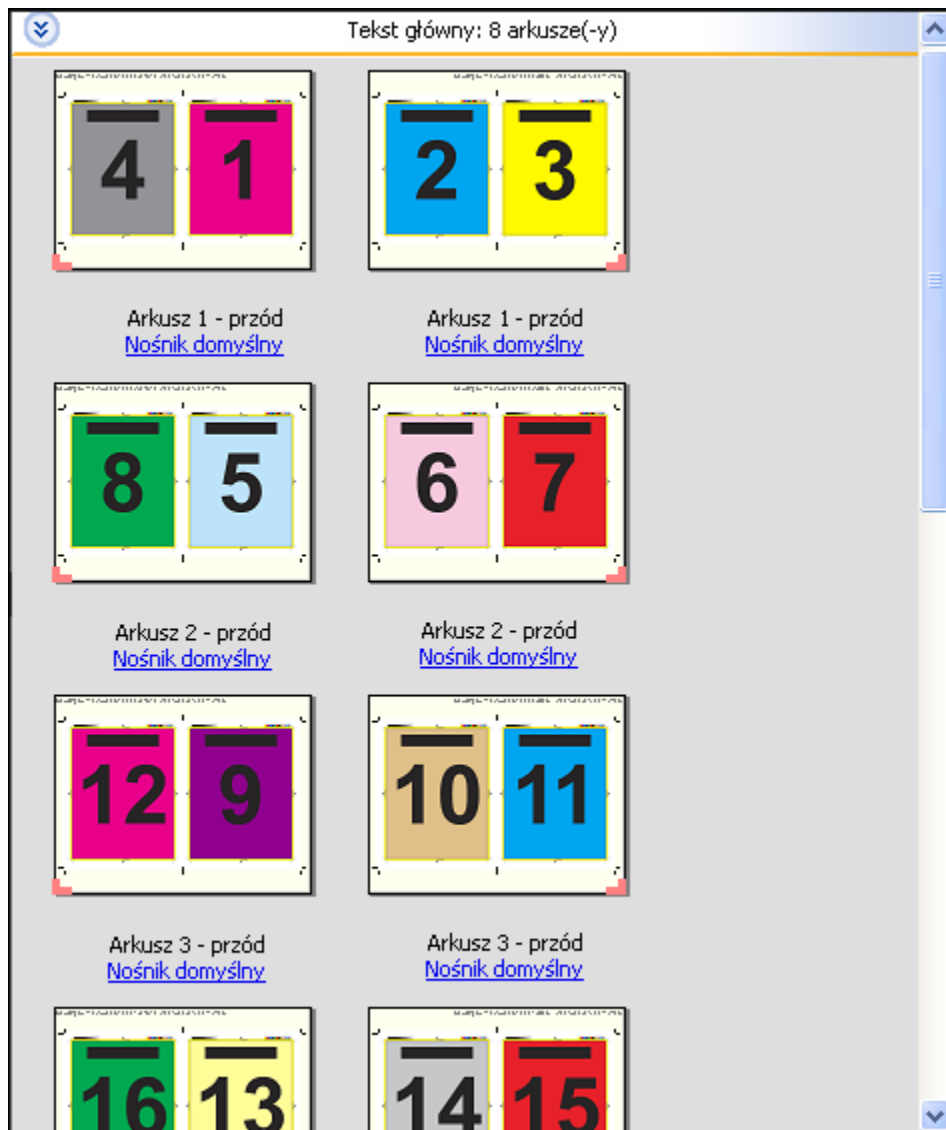 Tekst główny: 8 arkusze(-y)
4 1 2 3
Arkusz 1 - przód Arkusz 1 - przód
Nośnik domyślny Nośnik domyślny
8 5 6 7
Arkusz 2 - przód Arkusz 2 - przód
Nośnik domyślny Nośnik domyślny
12 9 10 11
Arkusz 3 - przód Arkusz 3 - przód
Nośnik domyślny Nośnik domyślny
16 13 14 15